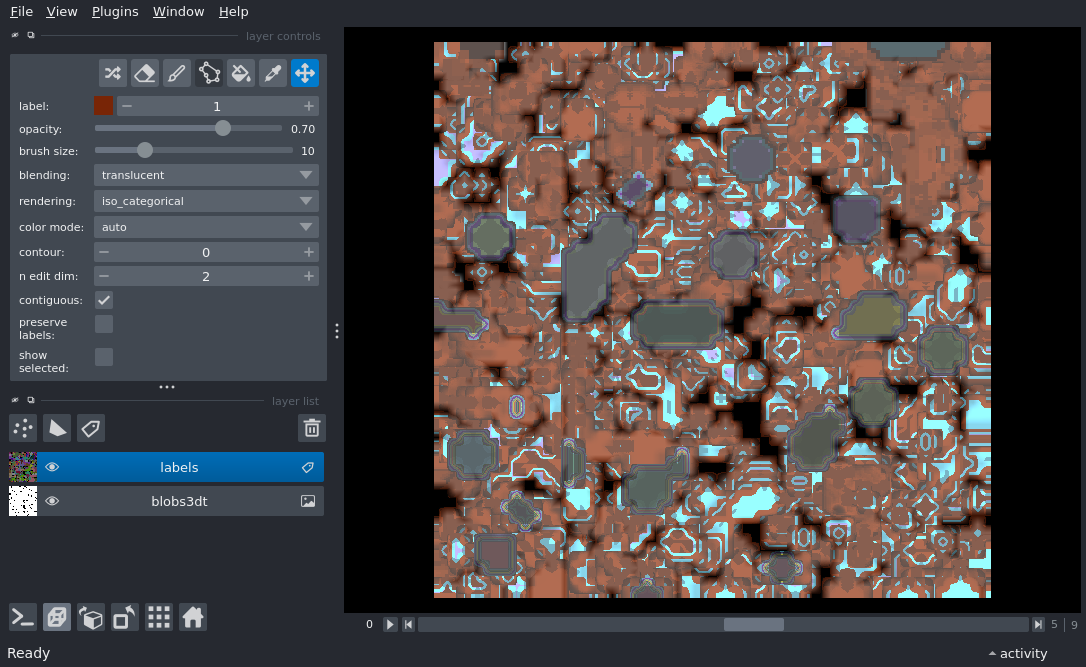 File View Plugins Window Help
layer controls
label: 1
opacity: 0.70
brush size: 10
blending: translucent
rendering: iso_categorical
color mode: auto
contour: 0
n edit dim: 2
contiguous:
preserve
labels:
show
selected:
layer list
labels
blobs3dt
0 5 9
Ready activity